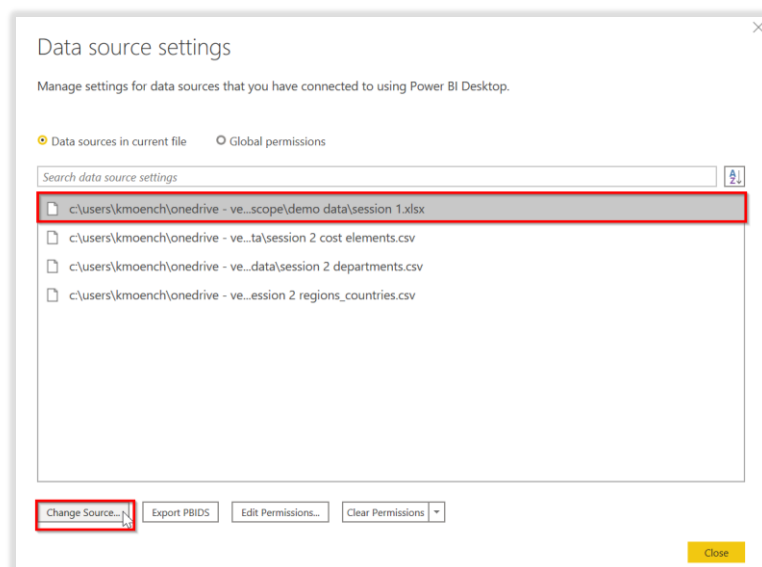 Data source settings
Manage settings for data sources that you have connected to using Power BI Desktop.
Data sources in current file Global permissions
Search data source settings
c:\users\kmoench\onedrive - ve...scope\demo data\session 1.xlsx
c:\users\kmoench\onedrive - ve...ta\session 2 cost elements.csv
c:\users\kmoench\onedrive - ve...data\session 2 departments.csv
c:\users\kmoench\onedrive - ve...ession 2 regions_countries.csv
Change Source... Export PBIDS Edit Permissions... Clear Permissions
Close